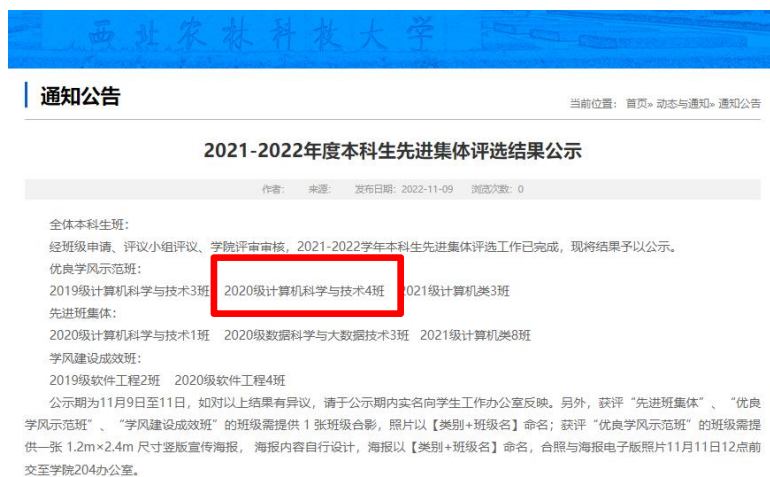 西北农林科技大学
通知公告
当前位置： 首页» 动态与通知» 通知公告
2021-2022年度本科生先进集体评选结果公示
作者： 来源： 发布日期：2022-11-09 浏览次数：0
全体本科生班：
经班级申请、评议小组评议、学院评审审核，2021-2022学年本科生先进集体评选工作已完成，现将结果予以公示。
优良学风示范班：
2019级计算机科学与技术3班 2020级计算机科学与技术4班 2021级计算机类3班
先进班集体：
2020级计算机科学与技术1班 2020级数据科学与大数据技术3班 2021级计算机类8班
学风建设成效班：
2019级软件工程2班 2020级软件工程4班
公示期为11月9日至11日，如对以上结果有异议，请于公示期内实名向学生工作办公室反映。另外，获评“先进班集体”、“优良
学风示范班”、“学风建设成效班”的班级需提供 1 张班级合影，照片以【类别+班级名】命名；获评“优良学风示范班”的班级需提
供一张 1.2m×2.4m 尺寸竖版宣传海报， 海报内容自行设计，海报以【类别+班级名】命名，合照与海报电子版照片11月11日12点前
交至学院204办公室。